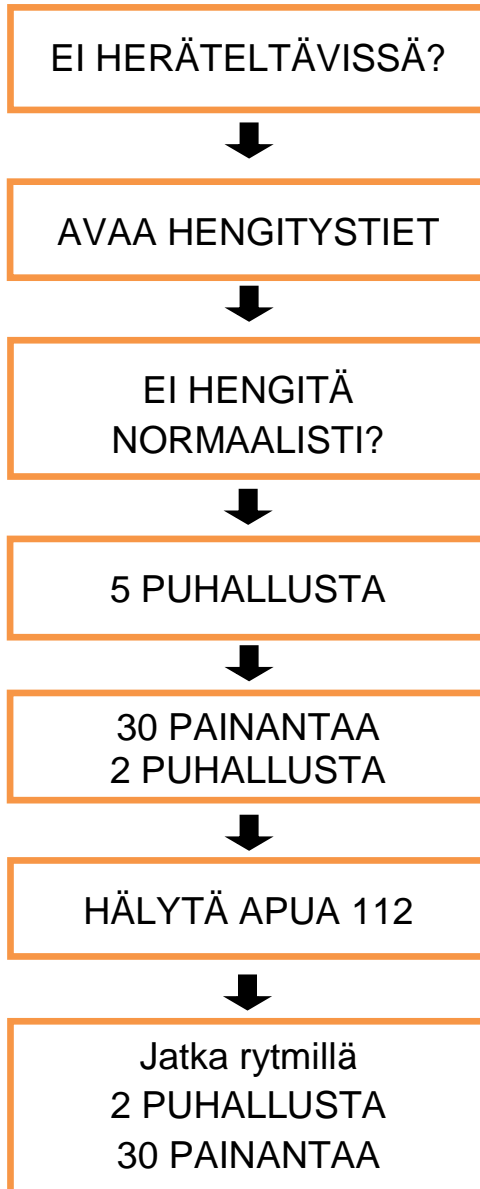 EI HERÄTELTÄVISSÄ?
AVAA HENGITYSTIET
EI HENGITÄ
NORMAALISTI?
5 PUHALLUSTA
30 PAINANTAA
2 PUHALLUSTA
HÄLYTÄ APUA 112
Jatka rytmillä
2 PUHALLUSTA
30 PAINANTAA